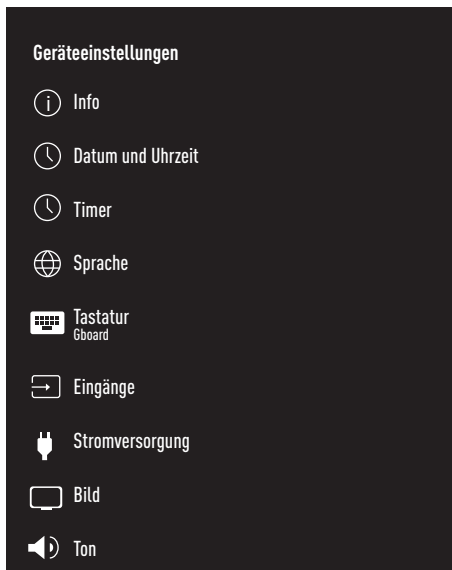 Geräteeinstellungen
Info
Datum und Uhrzeit
Timer
Sprache
Tastatur
Gboard
Eingänge
Stromversorgung
Bild
Ton